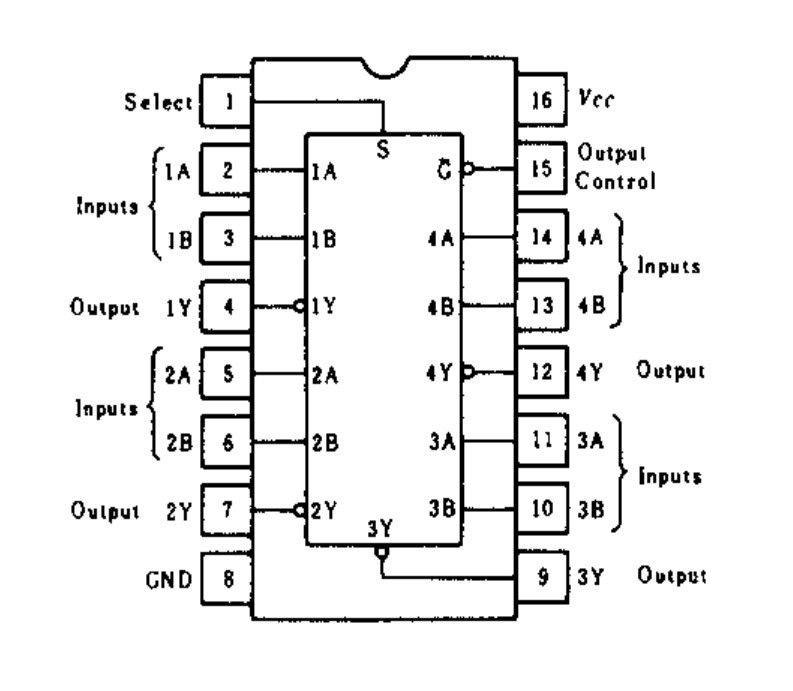 Select 1 16 Vcc
S G̅
1A 2 1A 15 Output
Control
Inputs
1B 3 1B 4A 14 4A
Inputs
Output 1Y 4 1Y 4B 13 4B
2A 5 2A 4Y 12 4Y Output
Inputs
2B 6 2B 3A 11 3A
Inputs
Output 2Y 7 2Y 3B 10 3B
3Y
GND 8 9 3Y Output